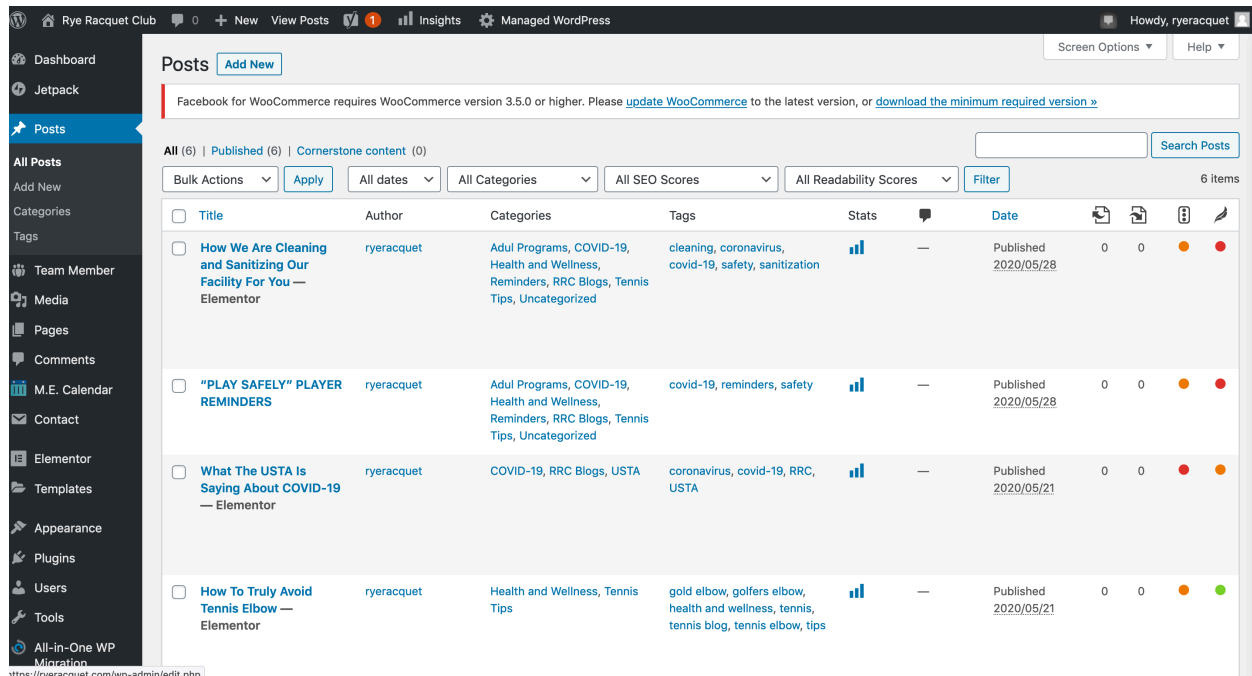 Rye Racquet Club 0 + New View Posts 1 Insights Managed WordPress Howdy, ryeracquet
Dashboard
Jetpack
Posts
All Posts
Add New
Categories
Tags
Team Member
Media
Pages
Comments
M.E. Calendar
Contact
Elementor
Templates
Appearance
Plugins
Users
Tools
All-in-One WP
Migration
https://ryeracquet.com/wp-admin/edit.php
Screen Options ▼ Help ▼
Posts Add New
Facebook for WooCommerce requires WooCommerce version 3.5.0 or higher. Please update WooCommerce to the latest version, or download the minimum required version »
All (6) | Published (6) | Cornerstone content (0)
Search Posts
Bulk Actions Apply All dates All Categories All SEO Scores All Readability Scores Filter 6 items
Title Author Categories Tags Stats Date
How We Are Cleaning ryeracquet Adul Programs, COVID-19, cleaning, coronavirus, — Published 0 0
and Sanitizing Our Health and Wellness, covid-19, safety, sanitization 2020/05/28
Facility For You — Reminders, RRC Blogs, Tennis
Elementor Tips, Uncategorized
“PLAY SAFELY” PLAYER ryeracquet Adul Programs, COVID-19, covid-19, reminders, safety — Published 0 0
REMINDERS Health and Wellness, 2020/05/28
Reminders, RRC Blogs, Tennis
Tips, Uncategorized
What The USTA Is ryeracquet COVID-19, RRC Blogs, USTA coronavirus, covid-19, RRC, — Published 0 0
Saying About COVID-19 USTA 2020/05/21
— Elementor
How To Truly Avoid ryeracquet Health and Wellness, Tennis gold elbow, golfers elbow, — Published 0 0
Tennis Elbow — Tips health and wellness, tennis, 2020/05/21
Elementor tennis blog, tennis elbow, tips